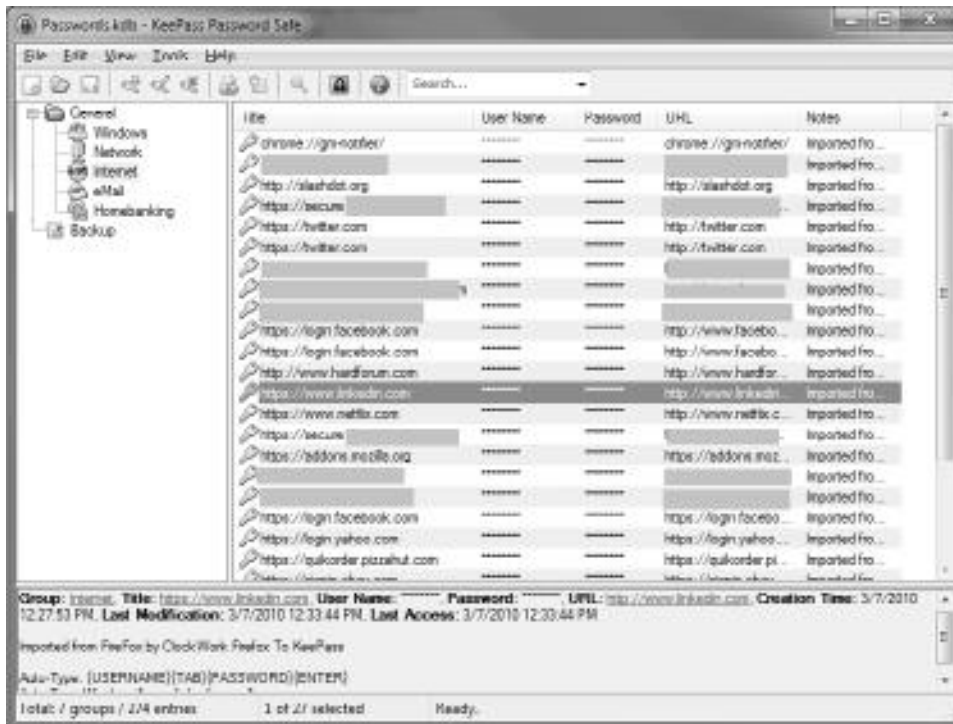 Passwords.kdb - KeePass Password Safe
File Edit View Tools Help
Search...
General
Windows
Network
Internet
eMail
Homebanking
Backup
Title User Name Password URL Notes
chrome://gm-notifier/ ******** ******** chrome://gm-notifier/ Imported fro...
******** ******** Imported fro...
http://slashdot.org ******** ******** http://slashdot.org Imported fro...
https://secure ******** ******** Imported fro...
https://twitter.com ******** ******** http://twitter.com Imported fro...
https://twitter.com ******** ******** http://twitter.com Imported fro...
******** ******** Imported fro...
******** ******** Imported fro...
******** ******** Imported fro...
https://login.facebook.com ******** ******** http://www.facebo... Imported fro...
https://login.facebook.com ******** ******** http://www.facebo... Imported fro...
http://www.hardforum.com ******** ******** http://www.hardfor... Imported fro...
https://www.linkedin.com ******** ******** http://www.linkedin... Imported fro...
https://www.netflix.com ******** ******** http://www.netflix.c... Imported fro...
https://secure ******** ******** Imported fro...
https://addons.mozilla.org ******** ******** https://addons.moz... Imported fro...
******** ******** Imported fro...
******** ******** Imported fro...
https://login.facebook.com ******** ******** https://login.facebo... Imported fro...
https://login.yahoo.com ******** ******** https://login.yahoo.... Imported fro...
https://quikorder.pizzahut.com ******** ******** https://quikorder.pi... Imported fro...
Group: Internet, Title: https://www.linkedin.com, User Name: ********, Password: ********, URL: http://www.linkedin.com, Creation Time: 3/7/2010
12:27:53 PM, Last Modification: 3/7/2010 12:33:44 PM, Last Access: 3/7/2010 12:33:44 PM
Imported from FireFox by ClockWork Firefox To KeePass
Auto-Type: {USERNAME}{TAB}{PASSWORD}{ENTER}
Total: 7 groups / 274 entries 1 of 27 selected Ready.